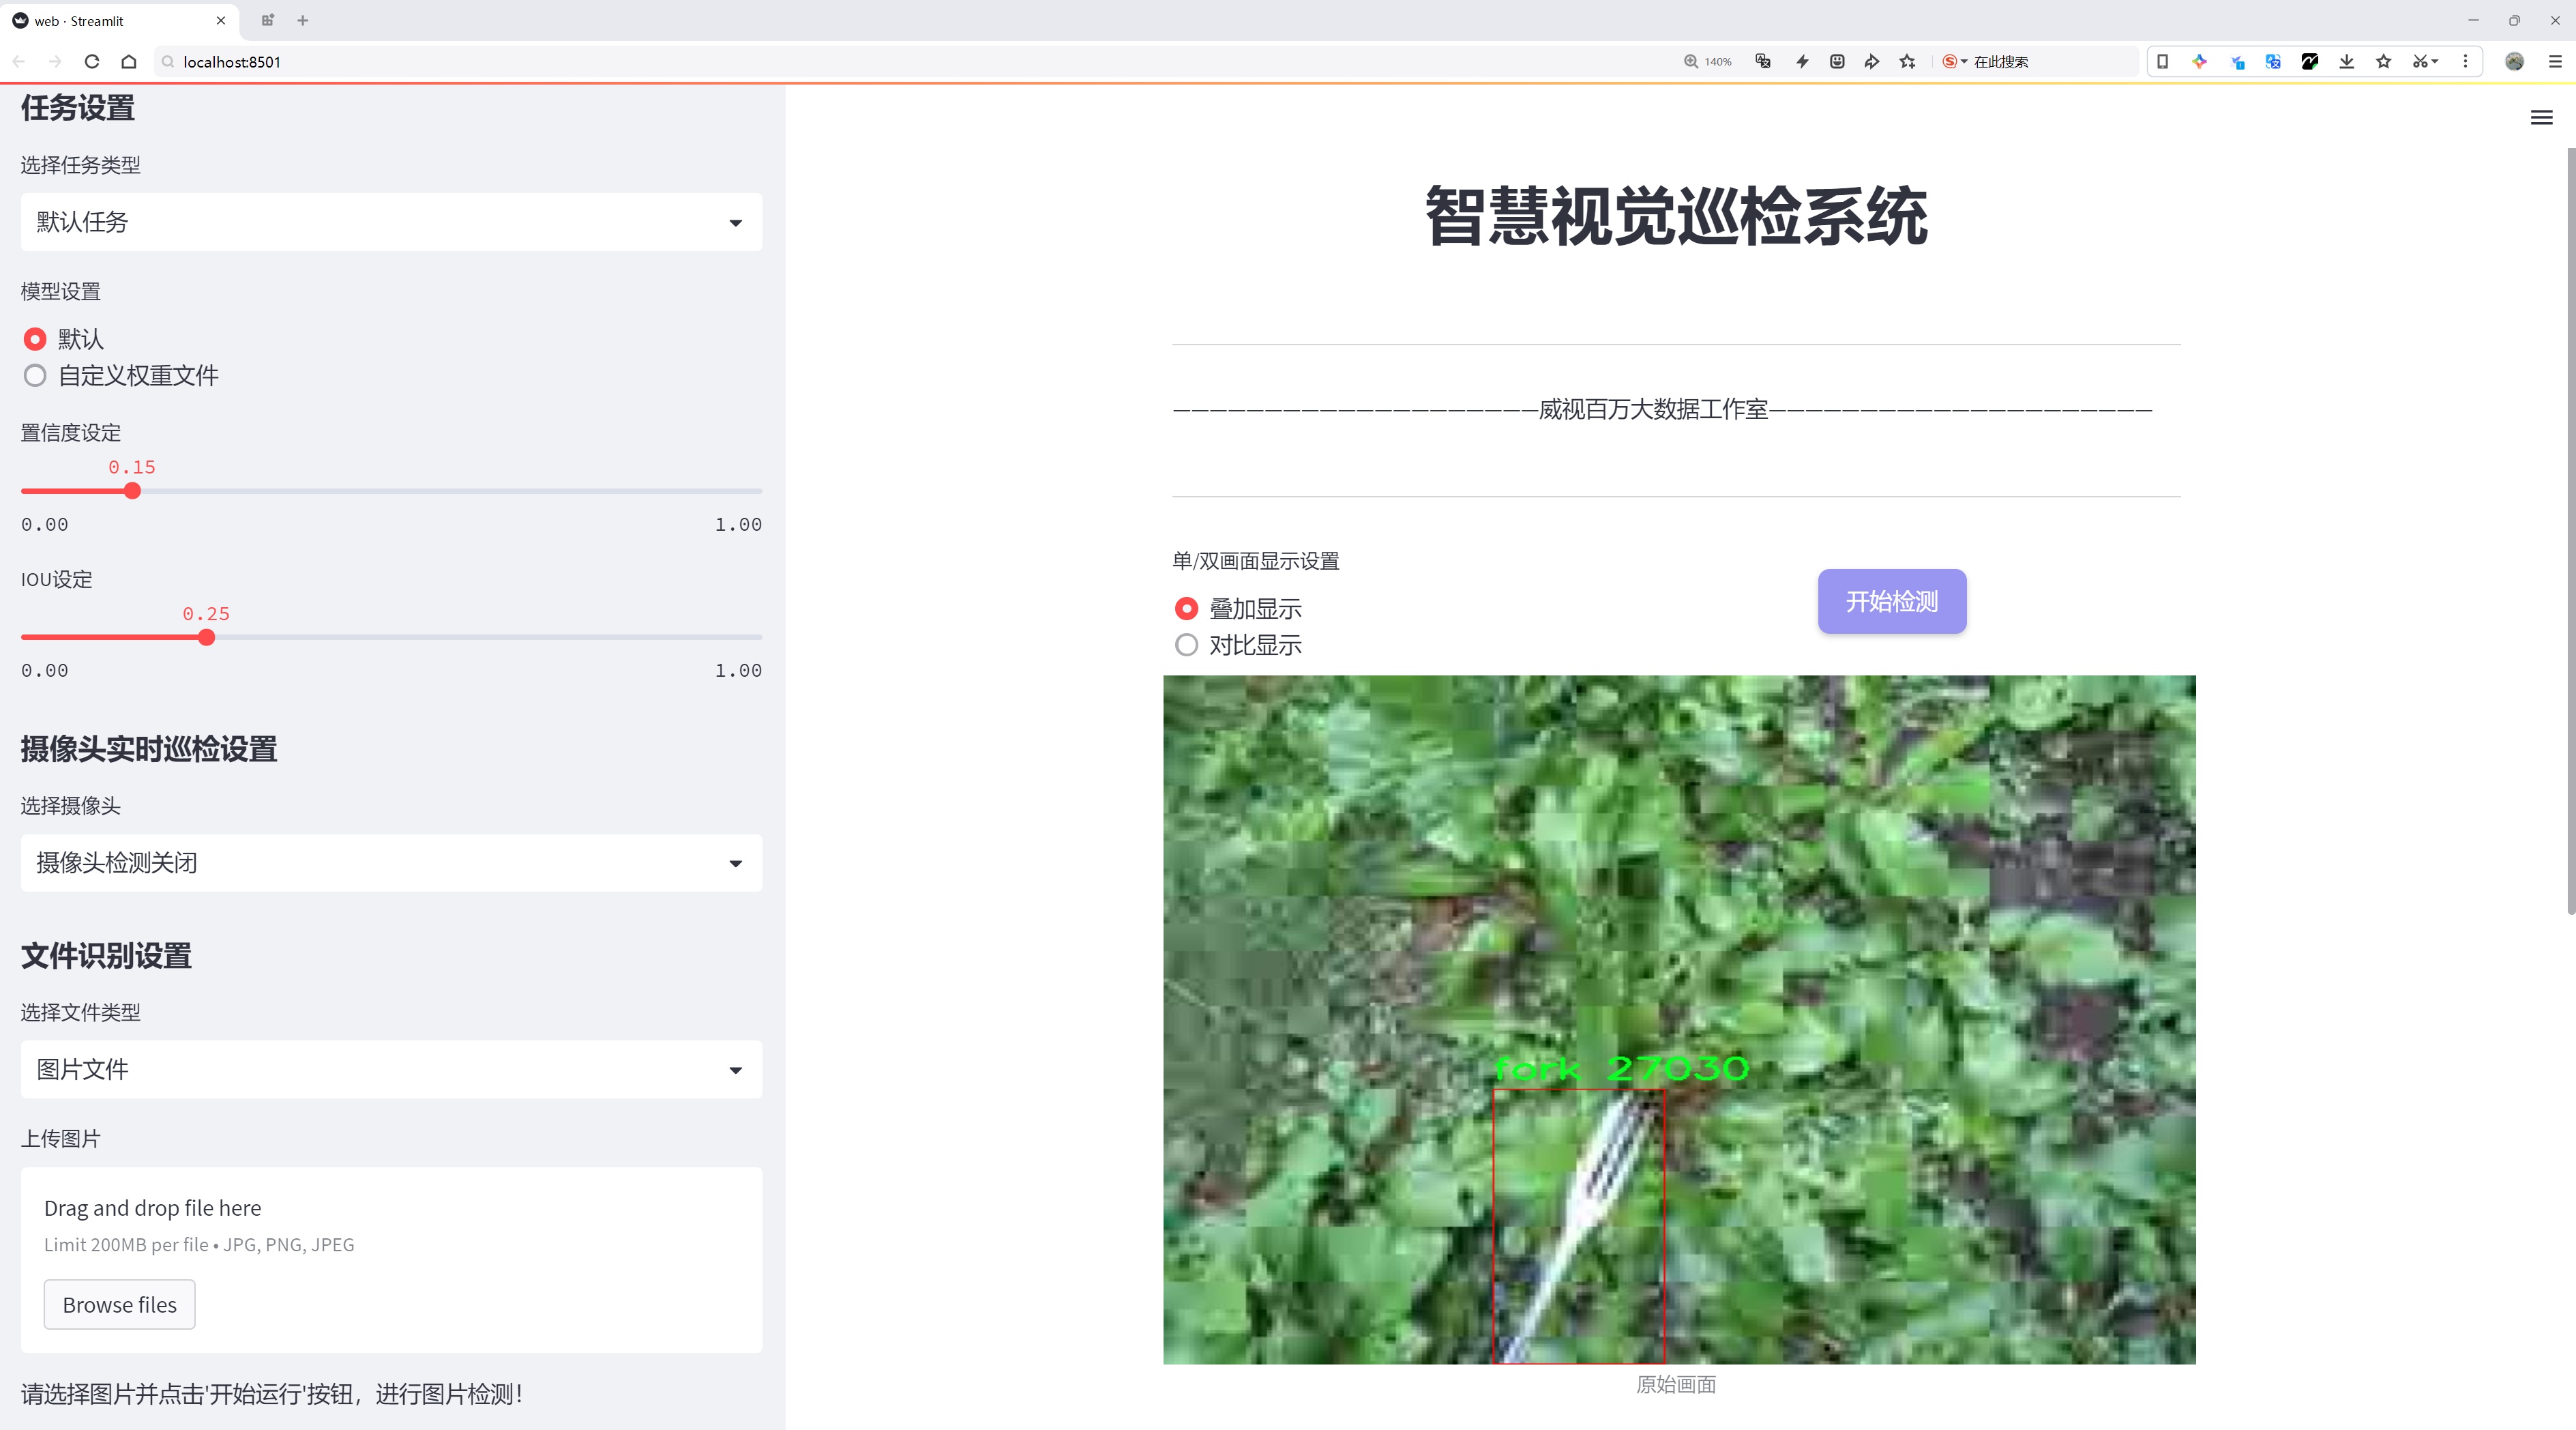 web · Streamlit
localhost:8501
140%
在此搜索
任务设置
选择任务类型
默认任务
模型设置
默认
自定义权重文件
置信度设定
0.15
0.00 1.00
IOU设定
0.25
0.00 1.00
摄像头实时巡检设置
选择摄像头
摄像头检测关闭
文件识别设置
选择文件类型
图片文件
上传图片
Drag and drop file here
Limit 200MB per file • JPG, PNG, JPEG
Browse files
请选择图片并点击'开始运行'按钮，进行图片检测！
智慧视觉巡检系统
————————————————————威视百万大数据工作室—————————————————————
单/双画面显示设置
叠加显示
对比显示
开始检测
fork 27030
原始画面